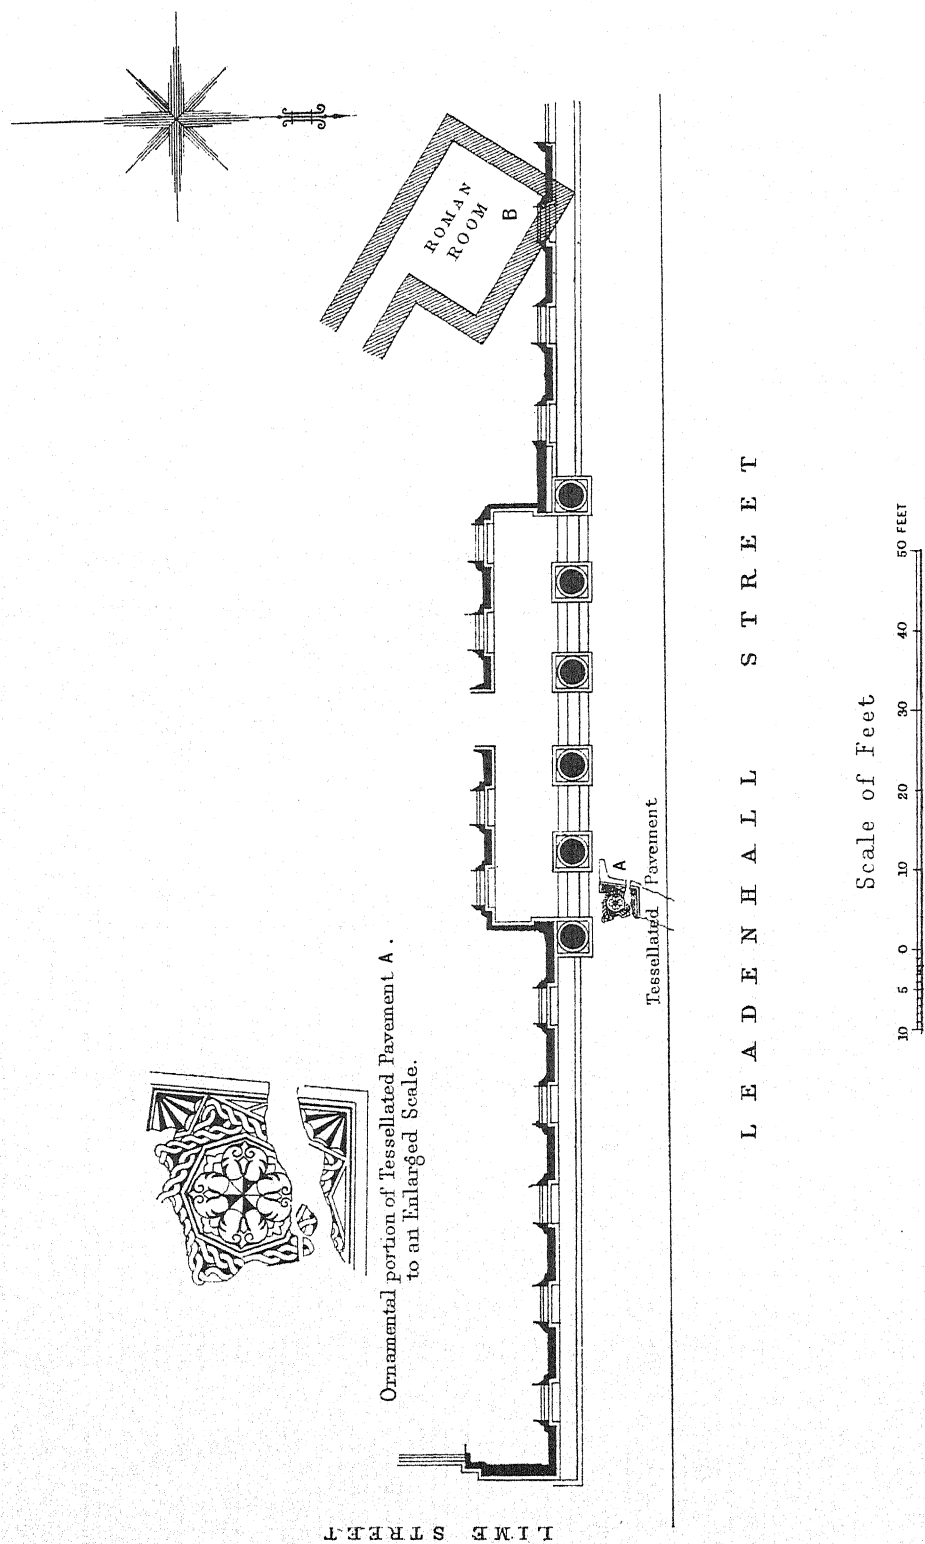 ROMAN
ROOM
B
Ornamental portion of Tessellated Pavement A.
to an Enlarged Scale.
A
Tessellated Pavement
LEADENHALL STREET
LIME STREET
Scale of Feet
10 5 0 10 20 30 40 50 FEET